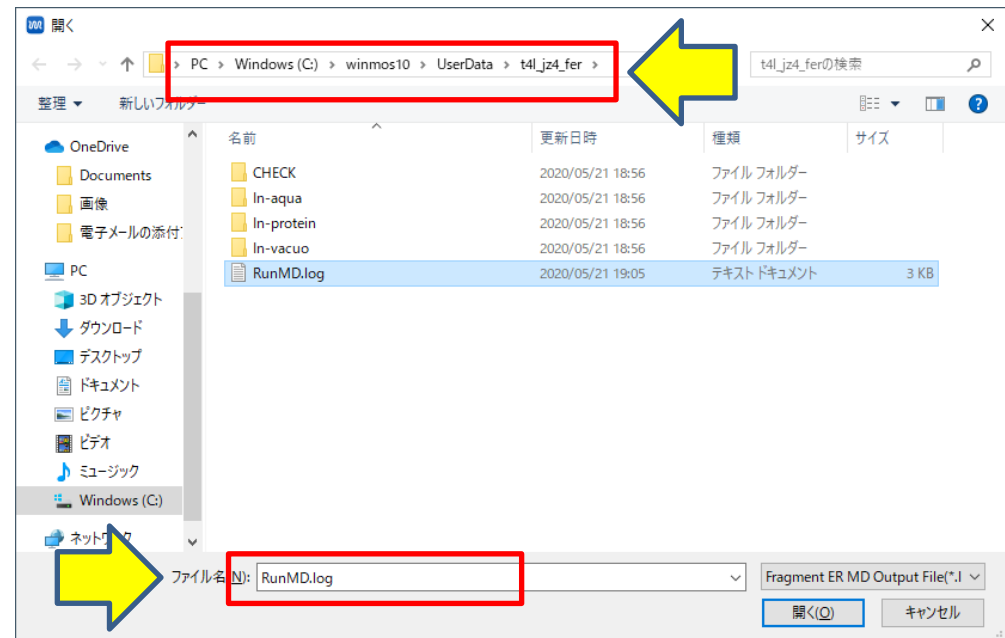 開く
PC › Windows (C:) › winmos10 › UserData › t4l_jz4_fer ›
t4l_jz4_ferの検索
整理 新しいフォルダー
名前 更新日時 種類 サイズ
OneDrive
Documents
画像
電子メールの添付
PC
3D オブジェクト
ダウンロード
デスクトップ
ドキュメント
ピクチャ
ビデオ
ミュージック
Windows (C:)
ネットワーク
CHECK 2020/05/21 18:56 ファイル フォルダー
In-aqua 2020/05/21 18:56 ファイル フォルダー
In-protein 2020/05/21 18:56 ファイル フォルダー
In-vacuo 2020/05/21 18:56 ファイル フォルダー
RunMD.log 2020/05/21 19:05 テキスト ドキュメント 3 KB
ファイル名(N): RunMD.log
Fragment ER MD Output File(*.l
開く(O) キャンセル